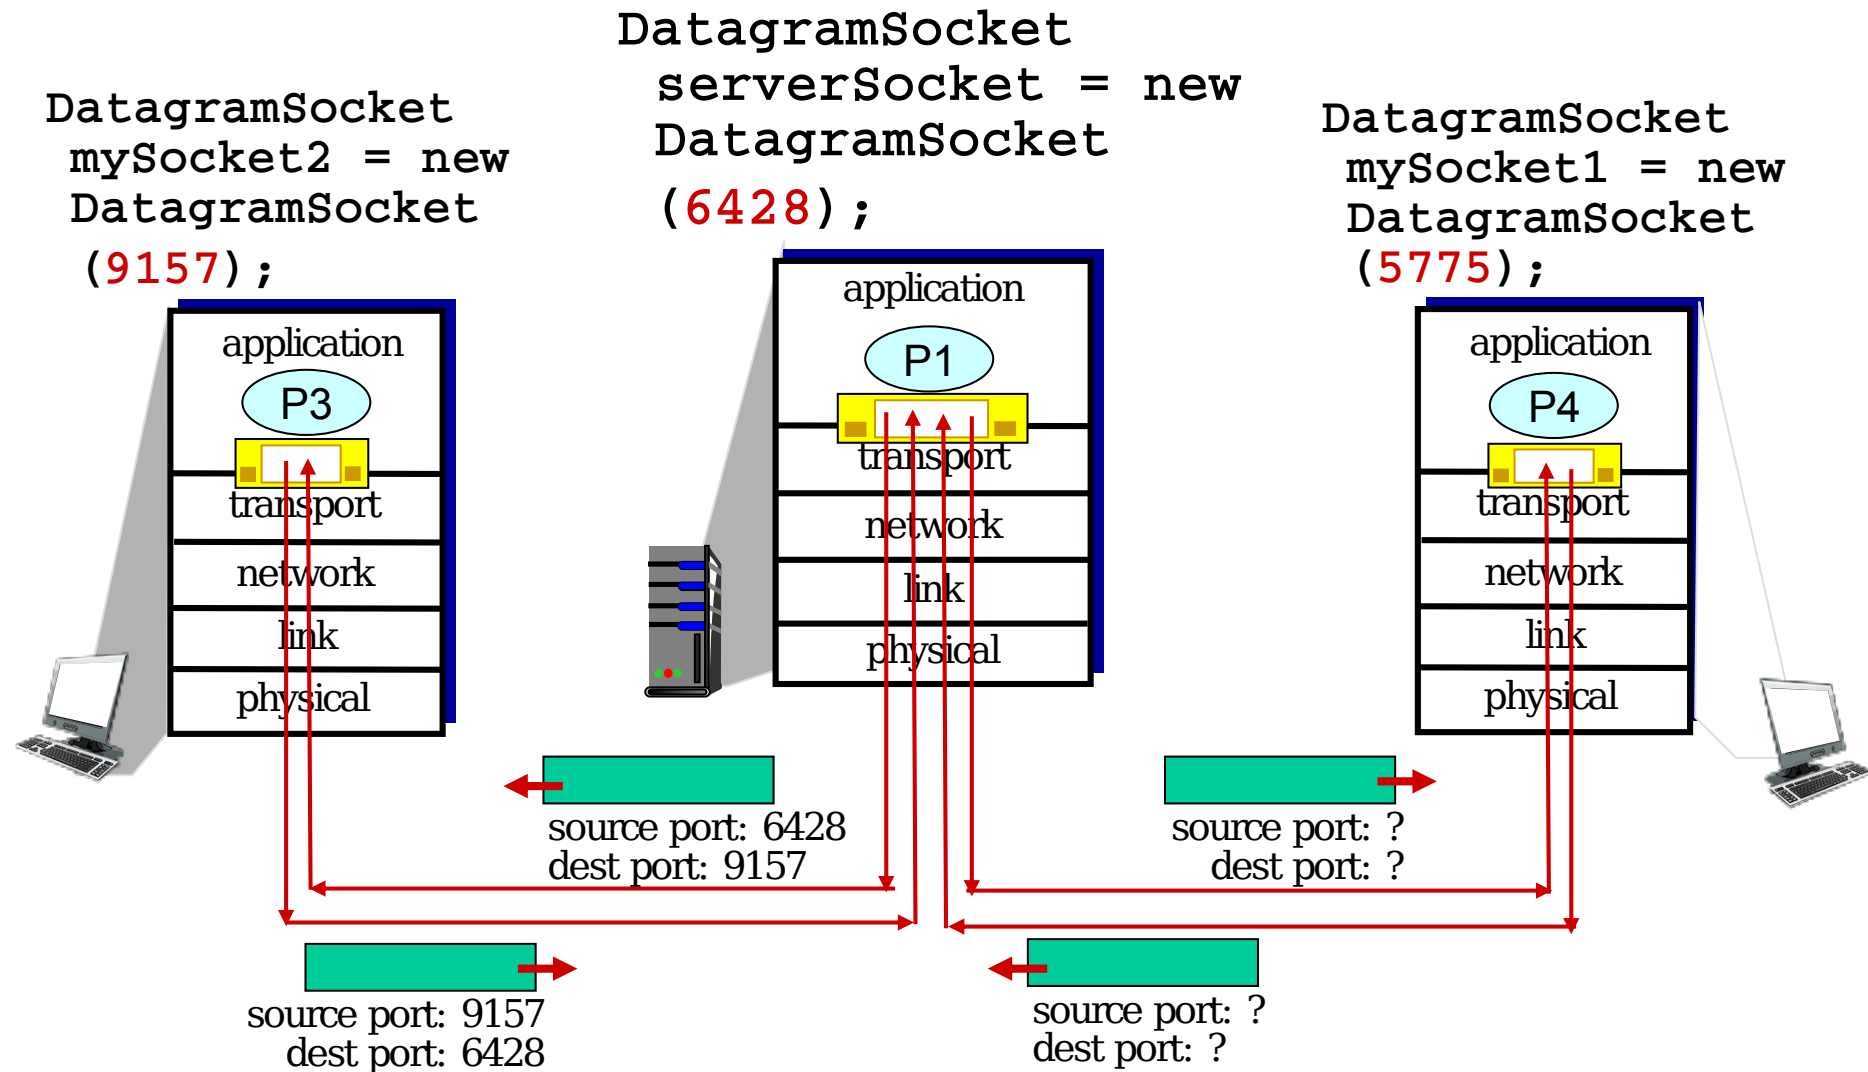 DatagramSocket
mySocket2 = new
DatagramSocket
(9157);
DatagramSocket
serverSocket = new
DatagramSocket
(6428);
DatagramSocket
mySocket1 = new
DatagramSocket
(5775);
application
P3
transport
network
link
physical
application
P1
transport
network
link
physical
application
P4
transport
network
link
physical
source port: 6428
dest port: 9157
source port: ?
dest port: ?
source port: 9157
dest port: 6428
source port: ?
dest port: ?